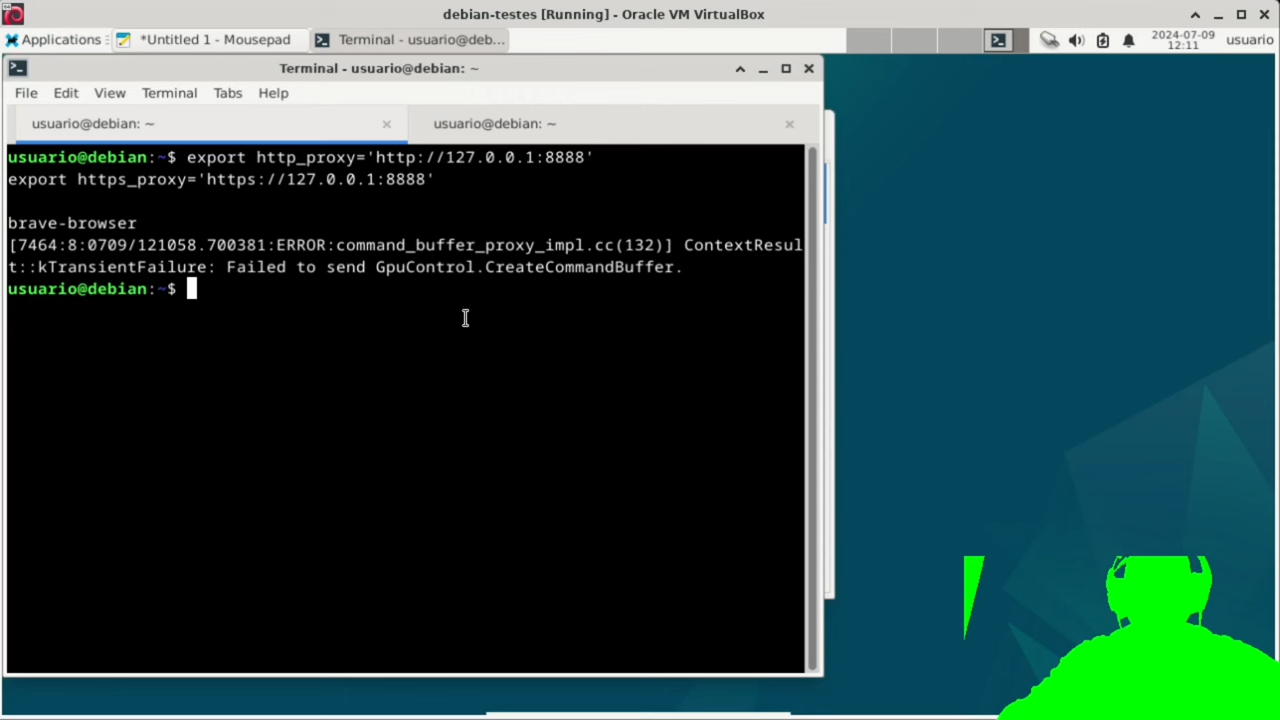 debian-testes [Running] - Oracle VM VirtualBox
Applications
*Untitled 1 - Mousepad
Terminal - usuario@deb...
2024-07-09
12:11
usuario
Terminal - usuario@debian: ~
File Edit View Terminal Tabs Help
usuario@debian: ~
usuario@debian: ~
usuario@debian:~$ export http_proxy='http://127.0.0.1:8888'
export https_proxy='https://127.0.0.1:8888'
brave-browser
[7464:8:0709/121058.700381:ERROR:command_buffer_proxy_impl.cc(132)] ContextResul
t::kTransientFailure: Failed to send GpuControl.CreateCommandBuffer.
usuario@debian:~$